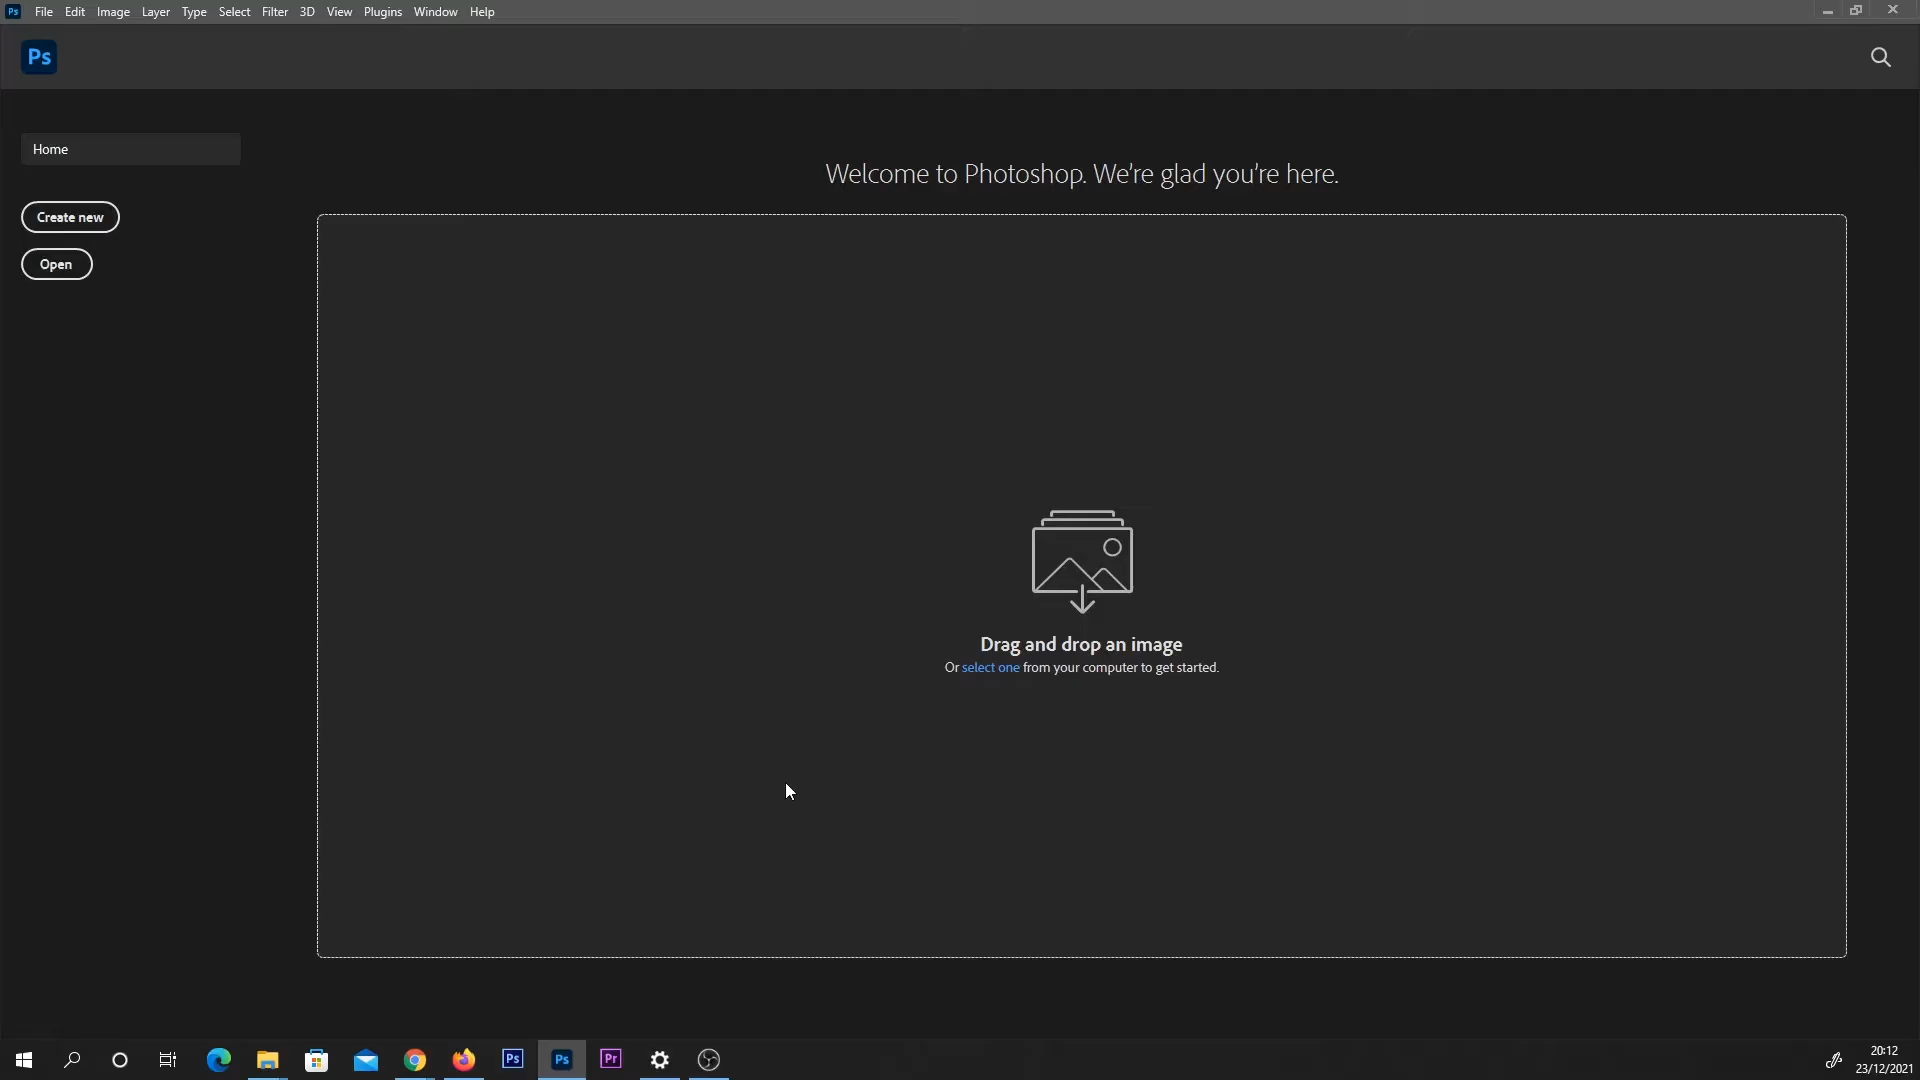 Ps File Edit Image Layer Type Select Filter 3D View Plugins Window Help
Ps
Home
Welcome to Photoshop. We're glad you're here.
Create new
Open
Drag and drop an image
Or select one from your computer to get started.
Ps Ps Pr
20:12
23/12/2021